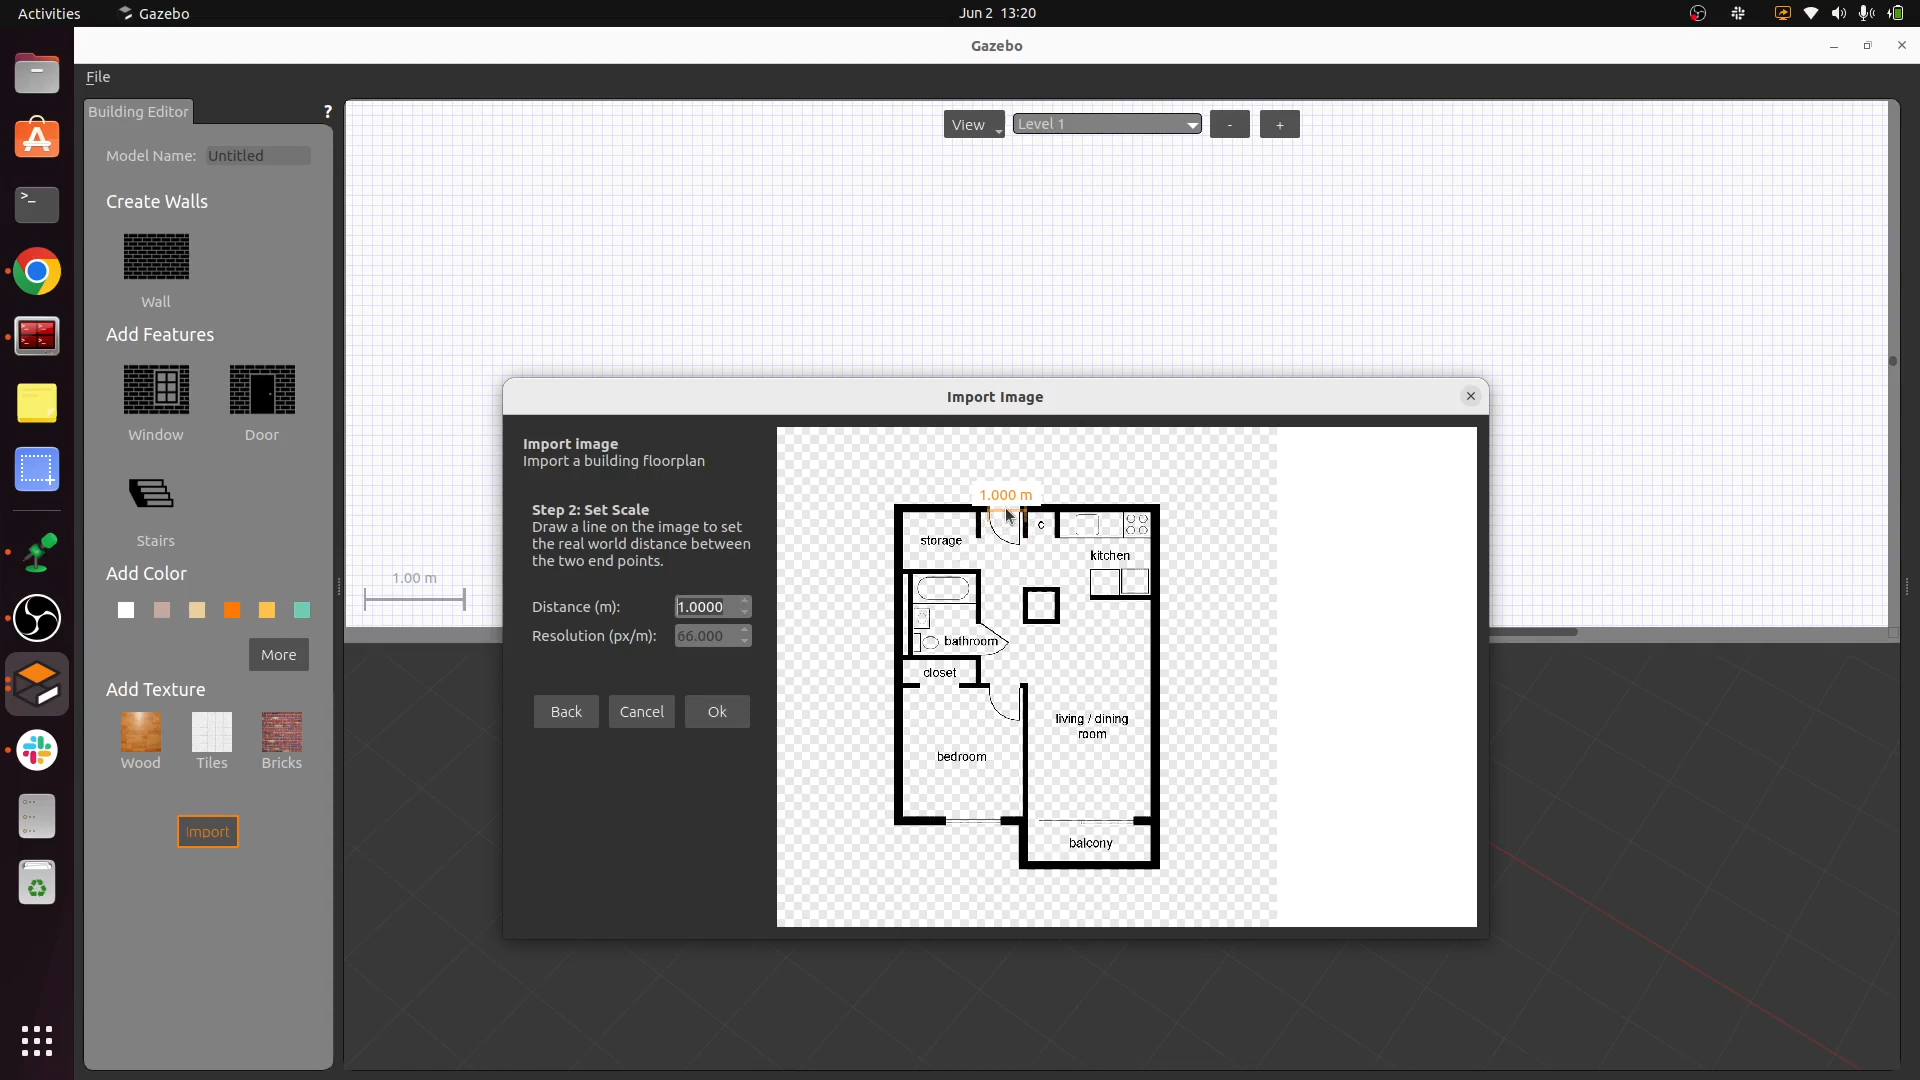 Activities
Gazebo
Jun 2 13:20
Gazebo
File
Building Editor
?
Model Name: Untitled
Create Walls
Wall
Add Features
Window
Door
Stairs
Add Color
More
Add Texture
Wood
Tiles
Bricks
Import
View
Level 1
-
+
1.00 m
Import Image
Import image
Import a building floorplan
Step 2: Set Scale
Draw a line on the image to set
the real world distance between
the two end points.
Distance (m): 1.0000
Resolution (px/m): 66.000
Back
Cancel
Ok
1.000 m
storage
c
kitchen
bathroom
closet
living / dining
room
bedroom
balcony